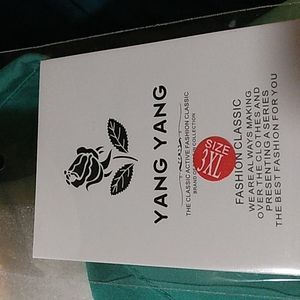 YANG YANG
THE CLASSIC ACTIVE FASHION CLASSIC
SIZE
3XL
FASHION CLASSIC
WE ARE ALWAYS MAKING
OVER THE CLOTHES AND
PRESENTING A SERIES
THE BEST FASHION FOR YOU